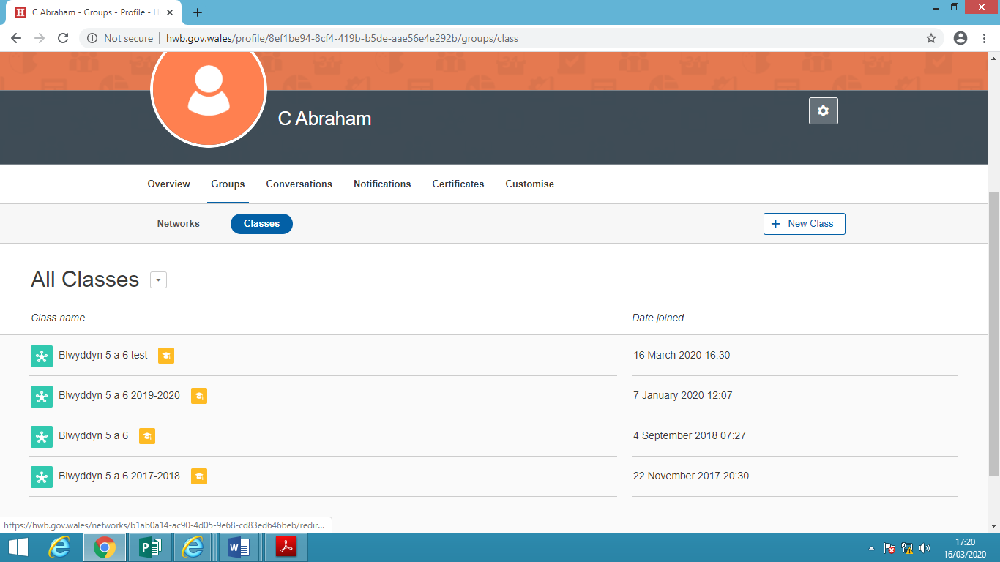 C Abraham - Groups - Profile - H
Not secure
hwb.gov.wales/profile/8ef1be94-8cf4-419b-b5de-aae56e4e292b/groups/class
C Abraham
Overview Groups Conversations Notifications Certificates Customise
Networks Classes + New Class
All Classes
Class name Date joined
Blwyddyn 5 a 6 test 16 March 2020 16:30
Blwyddyn 5 a 6 2019-2020 7 January 2020 12:07
Blwyddyn 5 a 6 4 September 2018 07:27
Blwyddyn 5 a 6 2017-2018 22 November 2017 20:30
https://hwb.gov.wales/networks/b1ab0a14-ac90-4d05-9e68-cd83ed646beb/redir...
17:20
16/03/2020